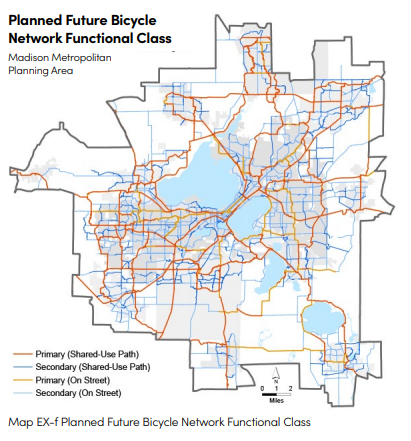 Planned Future Bicycle
Network Functional Class
Madison Metropolitan
Planning Area
Primary (Shared-Use Path)
Secondary (Shared-Use Path)
Primary (On Street)
Secondary (On Street)
N
0 1 2
Miles
Map EX-f Planned Future Bicycle Network Functional Class